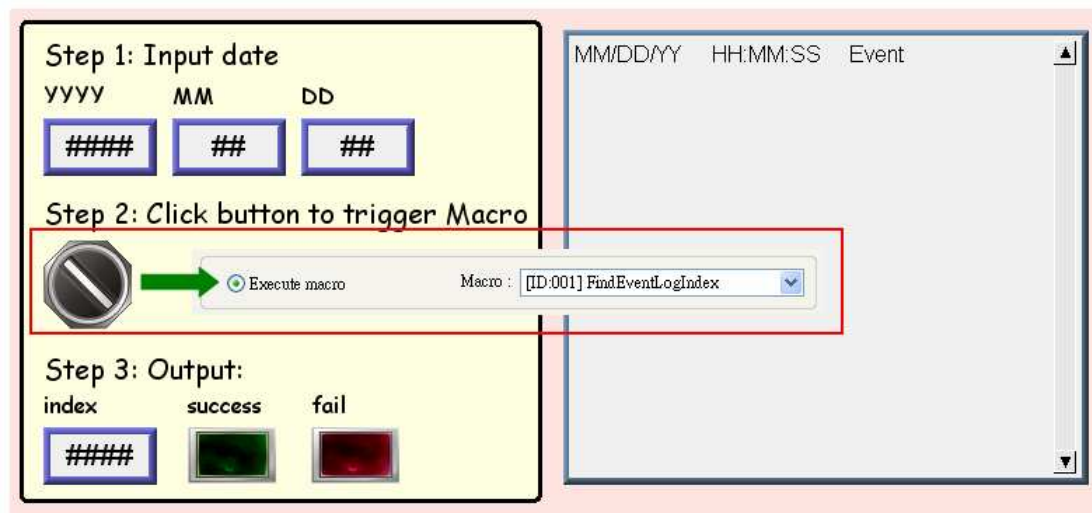 Step 1: Input date
YYYY MM DD
#### ## ##
Step 2: Click button to trigger Macro
Execute macro Macro : [ID:001] FindEventLogIndex
Step 3: Output:
index success fail
####
MM/DD/YY HH:MM:SS Event